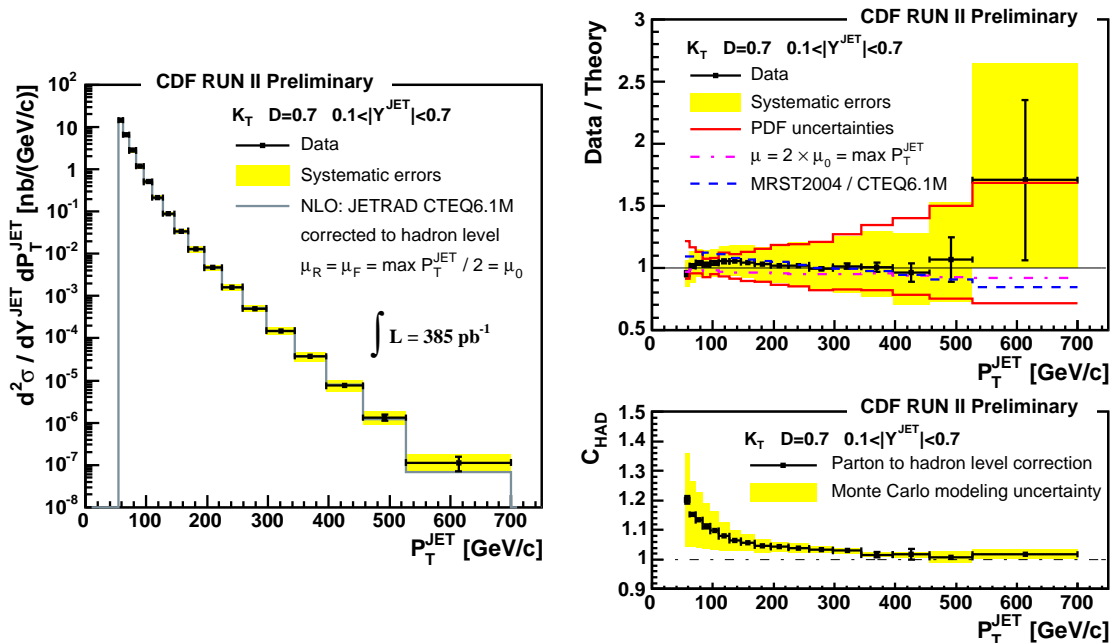 CDF RUN II Preliminary
K_T D=0.7 0.1<|Y^JET|<0.7
Data
Systematic errors
NLO: JETRAD CTEQ6.1M
corrected to hadron level
μ_R = μ_F = max P_T^JET / 2 = μ_0
∫ L = 385 pb^-1
d^2σ / dY^JET dP_T^JET [nb/(GeV/c)]
10^2
10
1
10^-1
10^-2
10^-3
10^-4
10^-5
10^-6
10^-7
10^-8
0 100 200 300 400 500 600 700
P_T^JET [GeV/c]
CDF RUN II Preliminary
K_T D=0.7 0.1<|Y^JET|<0.7
Data
Systematic errors
PDF uncertainties
μ = 2 × μ_0 = max P_T^JET
MRST2004 / CTEQ6.1M
Data / Theory
3
2.5
2
1.5
1
0.5
0 100 200 300 400 500 600 700
P_T^JET [GeV/c]
CDF RUN II Preliminary
K_T D=0.7 0.1<|Y^JET|<0.7
Parton to hadron level correction
Monte Carlo modeling uncertainty
C_HAD
1.5
1.4
1.3
1.2
1.1
1
0.9
0 100 200 300 400 500 600 700
P_T^JET [GeV/c]